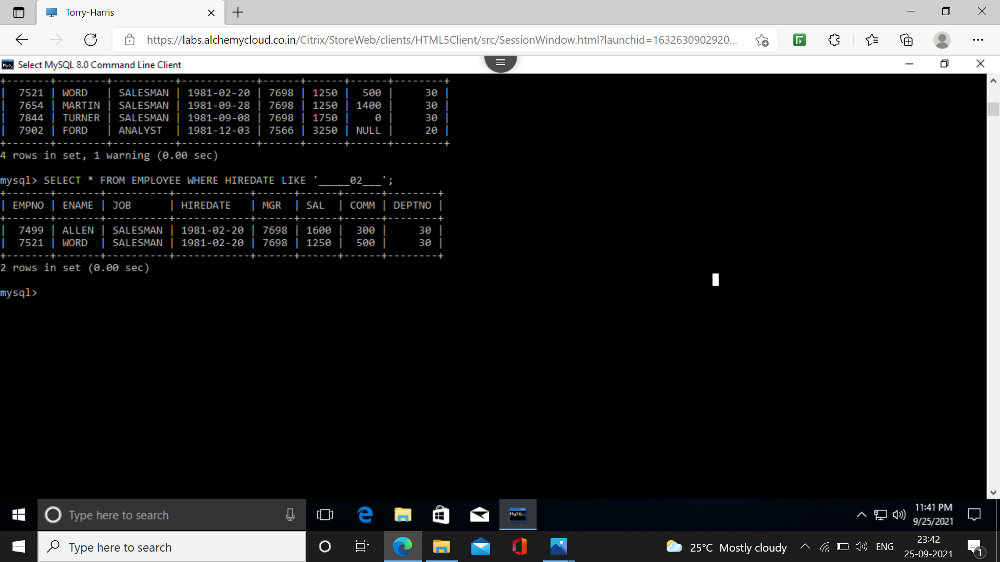 Torry-Harris
https://labs.alchemycloud.co.in/Citrix/StoreWeb/clients/HTML5Client/src/SessionWindow.html?launchid=1632630902920...
Select MySQL 8.0 Command Line Client
+-------+--------+----------+------------+------+------+------+--------+
|  7521 | WORD   | SALESMAN | 1981-02-20 | 7698 | 1250 |  500 |     30 |
|  7654 | MARTIN | SALESMAN | 1981-09-28 | 7698 | 1250 | 1400 |     30 |
|  7844 | TURNER | SALESMAN | 1981-09-08 | 7698 | 1750 |    0 |     30 |
|  7902 | FORD   | ANALYST  | 1981-12-03 | 7566 | 3250 | NULL |     20 |
+-------+--------+----------+------------+------+------+------+--------+
4 rows in set, 1 warning (0.00 sec)
mysql> SELECT * FROM EMPLOYEE WHERE HIREDATE LIKE '_____02___';
+-------+-------+----------+------------+------+------+------+--------+
| EMPNO | ENAME | JOB      | HIREDATE   | MGR  | SAL  | COMM | DEPTNO |
+-------+-------+----------+------------+------+------+------+--------+
|  7499 | ALLEN | SALESMAN | 1981-02-20 | 7698 | 1600 |  300 |     30 |
|  7521 | WORD  | SALESMAN | 1981-02-20 | 7698 | 1250 |  500 |     30 |
+-------+-------+----------+------------+------+------+------+--------+
2 rows in set (0.00 sec)
mysql>
Type here to search
11:41 PM
9/25/2021
Type here to search
25°C Mostly cloudy
ENG
23:42
25-09-2021
1